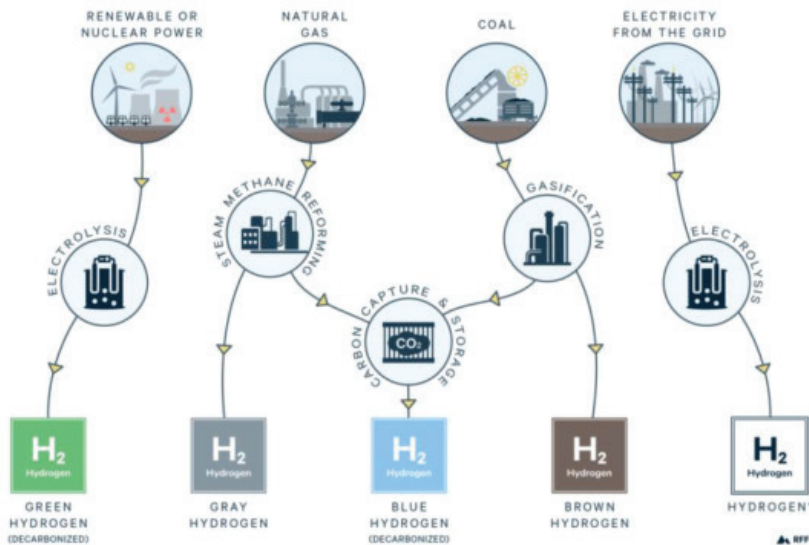 RENEWABLE OR
NUCLEAR POWER
NATURAL
GAS
COAL
ELECTRICITY
FROM THE GRID
ELECTROLYSIS
STEAM METHANE REFORMING
GASIFICATION
ELECTROLYSIS
CARBON CAPTURE & STORAGE
CO₂
H₂
Hydrogen
H₂
Hydrogen
H₂
Hydrogen
H₂
Hydrogen
H₂
Hydrogen
GREEN
HYDROGEN
(DECARBONIZED)
GRAY
HYDROGEN
BLUE
HYDROGEN
(DECARBONIZED)
BROWN
HYDROGEN
HYDROGEN